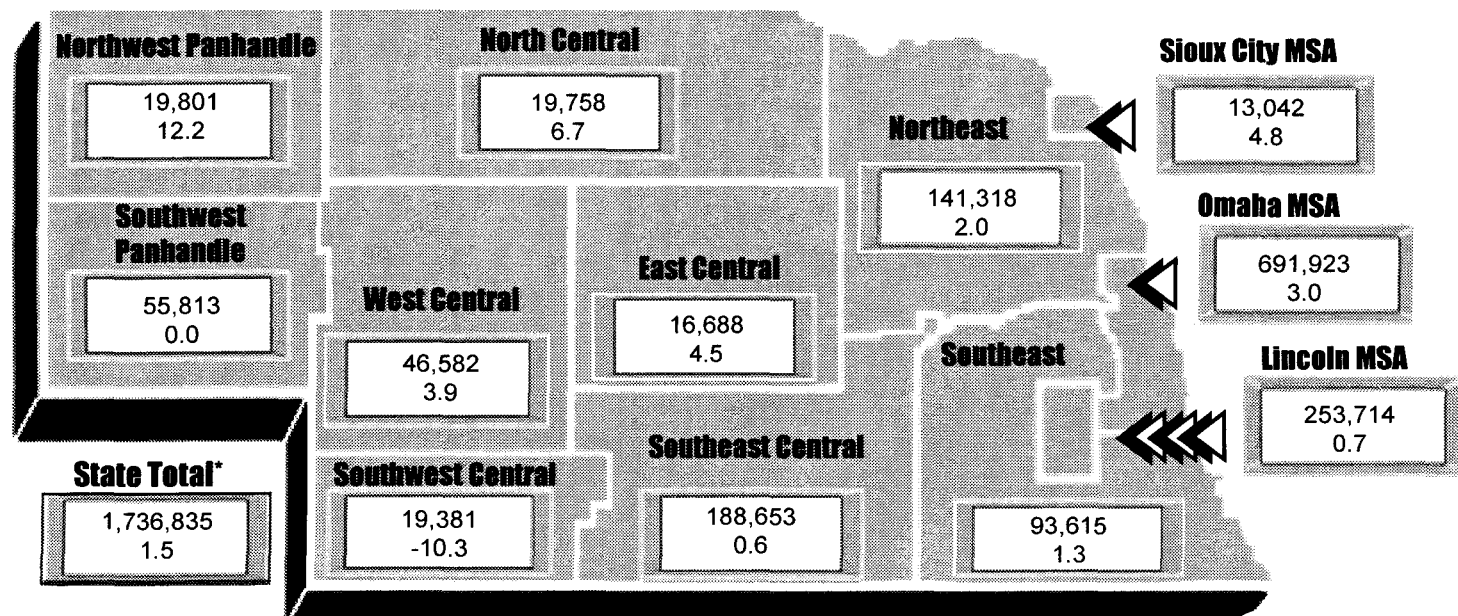 Northwest Panhandle
19,801
12.2
North Central
19,758
6.7
Sioux City MSA
13,042
4.8
Northeast
141,318
2.0
Southwest
Panhandle
55,813
0.0
Omaha MSA
691,923
3.0
West Central
46,582
3.9
East Central
16,688
4.5
Southeast
93,615
1.3
Lincoln MSA
253,714
0.7
State Total*
1,736,835
1.5
Southwest Central
19,381
-10.3
Southeast Central
188,653
0.6